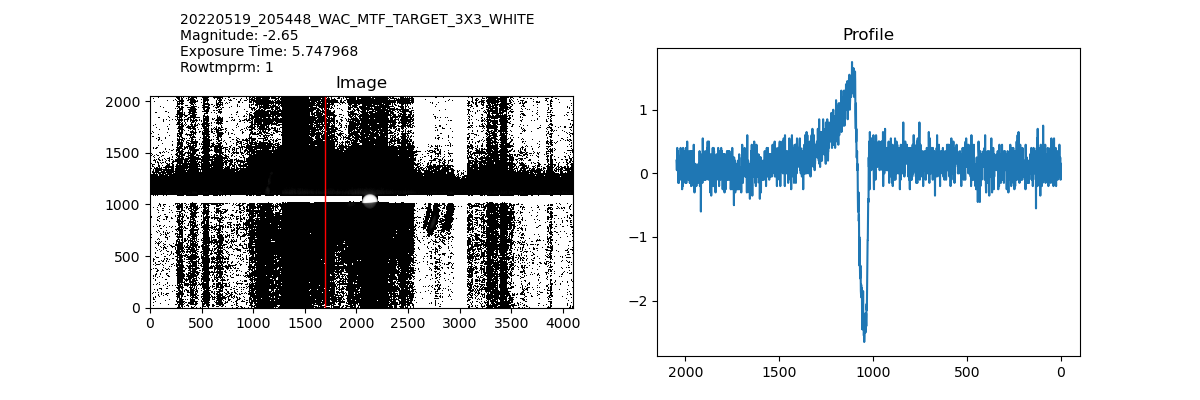 20220519_205448_WAC_MTF_TARGET_3X3_WHITE
Magnitude: -2.65
Exposure Time: 5.747968
Rowtmprm: 1
Image
2000
1500
1000
500
0
0 500 1000 1500 2000 2500 3000 3500 4000
Profile
1
0
−1
−2
2000 1500 1000 500 0